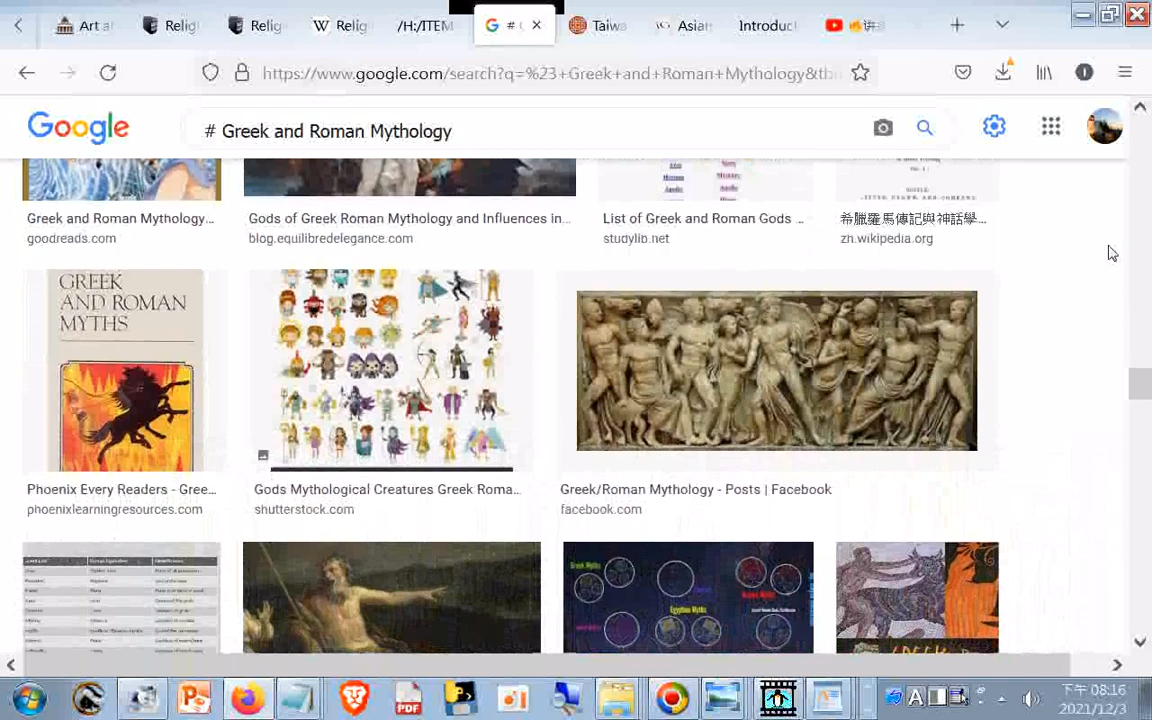 Art a
Relig
Relig
Relig
/H:/ITEM
# G
Taiwa
Asian
Introduc
讲
https://www.google.com/search?q=%23+Greek+and+Roman+Mythology&tb
Google
# Greek and Roman Mythology
Greek and Roman Mythology...
goodreads.com
Gods of Greek Roman Mythology and Influences in...
blog.equilibredelegance.com
List of Greek and Roman Gods ...
studylib.net
希臘羅馬傳記與神話學...
zh.wikipedia.org
GREEK
AND ROMAN
MYTHS
Phoenix Every Readers - Gree...
phoenixlearningresources.com
Gods Mythological Creatures Greek Roma...
shutterstock.com
Greek/Roman Mythology - Posts | Facebook
facebook.com
Greek Myths
Egyptian Myths
PDF
下午 08:16
2021/12/3